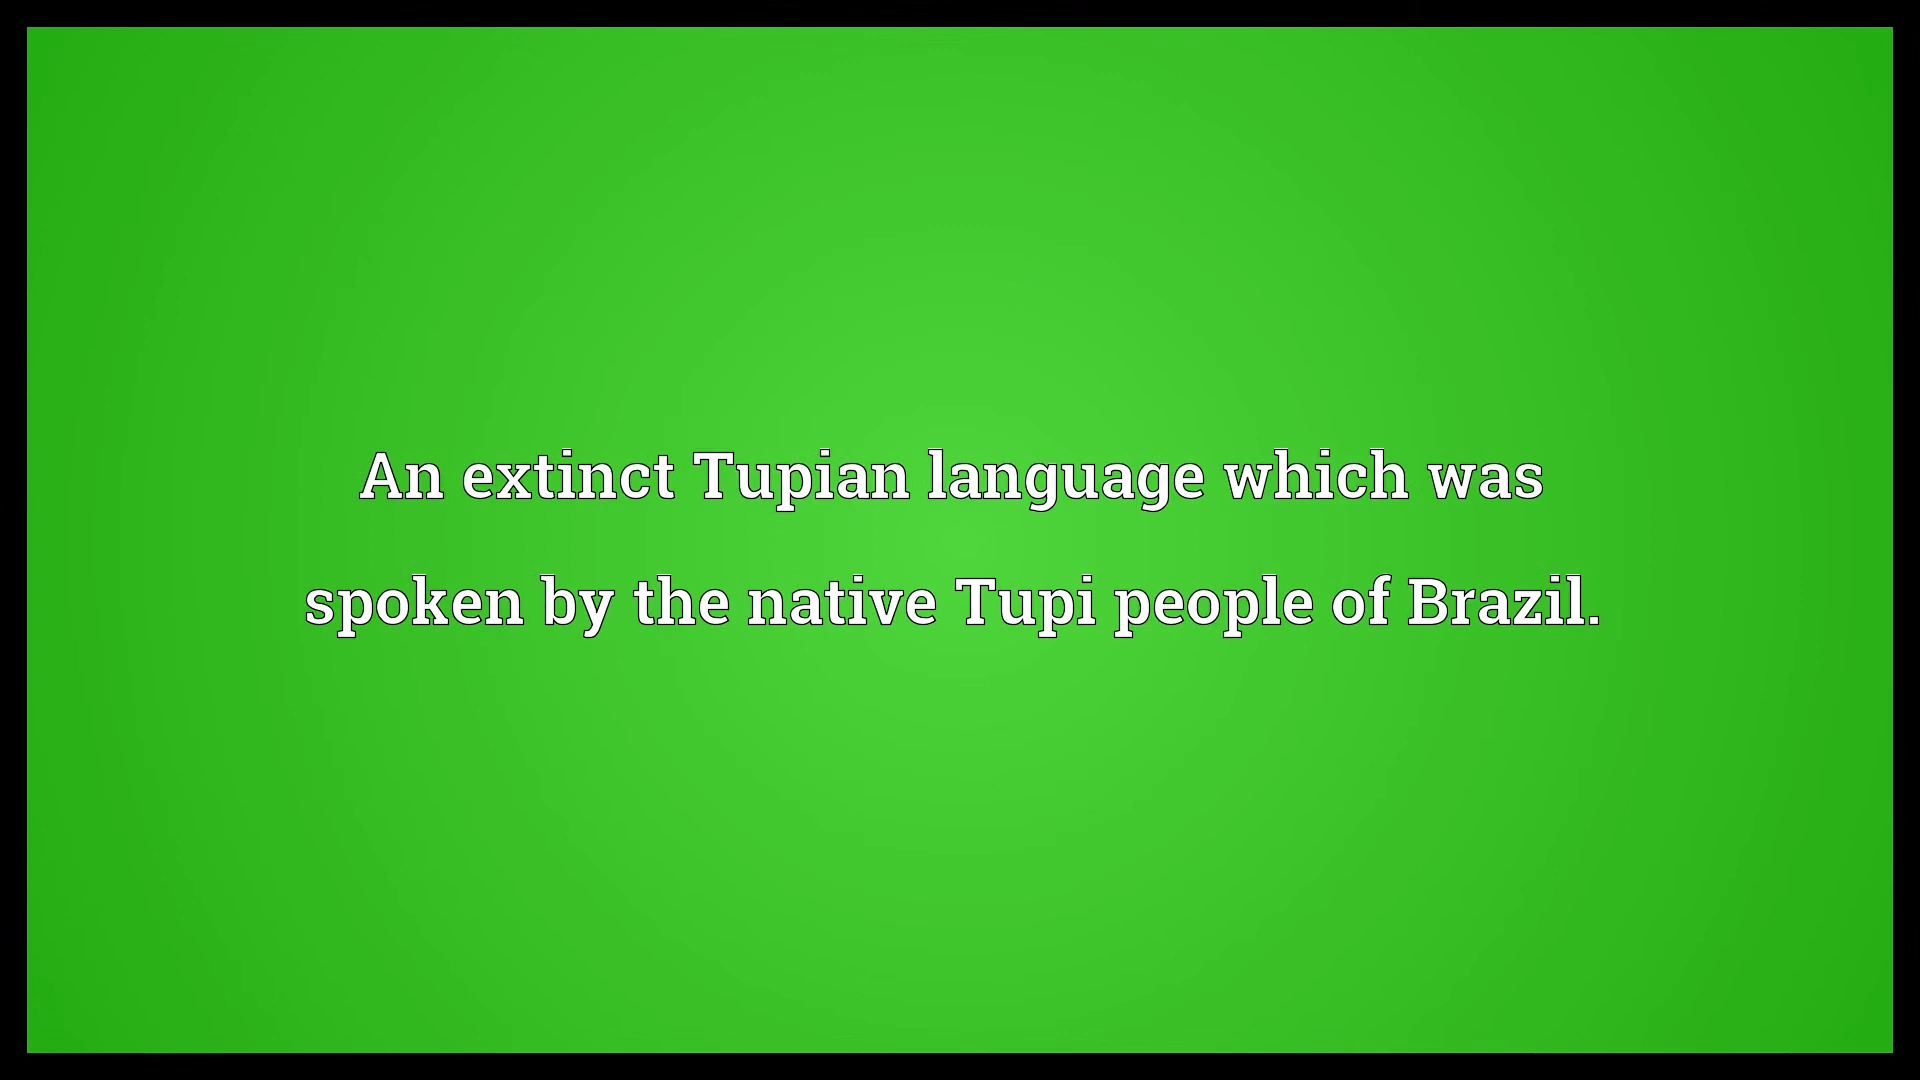 An extinct Tupian language which was
spoken by the native Tupi people of Brazil.